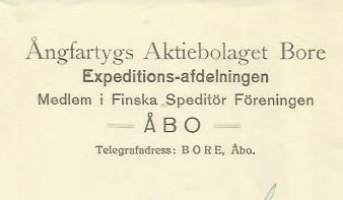 Ångfartygs Aktiebolaget Bore
Expeditions-afdelningen
Medlem i Finska Speditör Föreningen
— ÅBO —
Telegrafadress: BORE, Åbo.